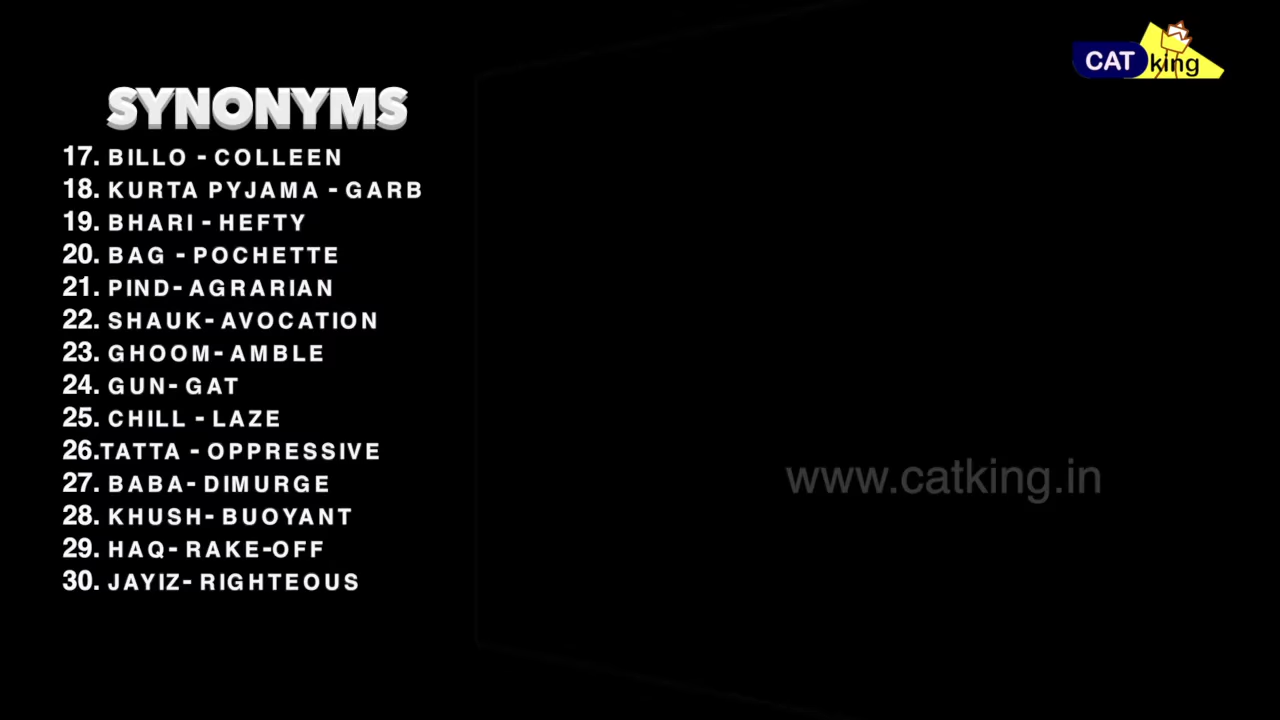 CAT king
SYNONYMS
17. BILLO - COLLEEN
18. KURTA PYJAMA - GARB
19. BHARI - HEFTY
20. BAG - POCHETTE
21. PIND- AGRARIAN
22. SHAUK- AVOCATION
23. GHOOM- AMBLE
24. GUN- GAT
25. CHILL - LAZE
26.TATTA - OPPRESSIVE
27. BABA- DIMURGE
28. KHUSH- BUOYANT
29. HAQ- RAKE-OFF
30. JAYIZ- RIGHTEOUS
www.catking.in